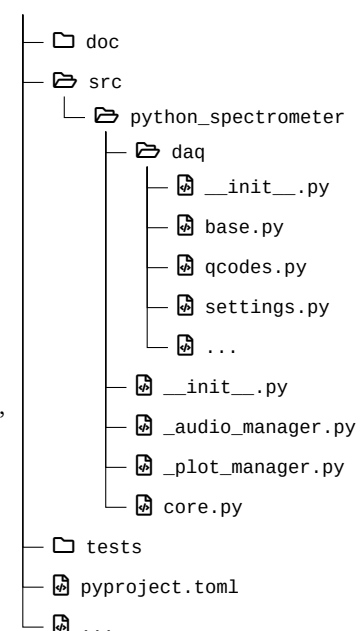 doc
src
python_spectrometer
daq
__init__.py
base.py
qcodes.py
settings.py
...
__init__.py
,
_audio_manager.py
_plot_manager.py
core.py
tests
pyproject.toml
...